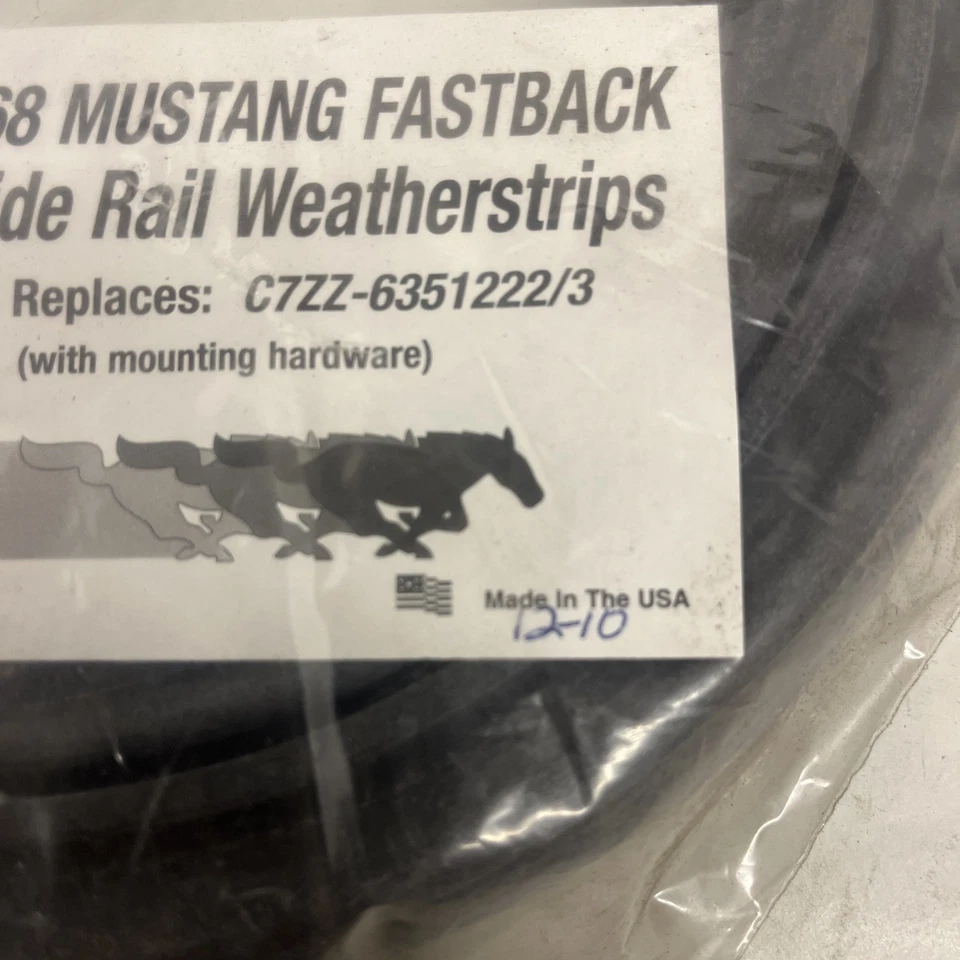 68 MUSTANG FASTBACK
ide Rail Weatherstrips
Replaces: C7ZZ-6351222/3
(with mounting hardware)
Made In The USA
12-10